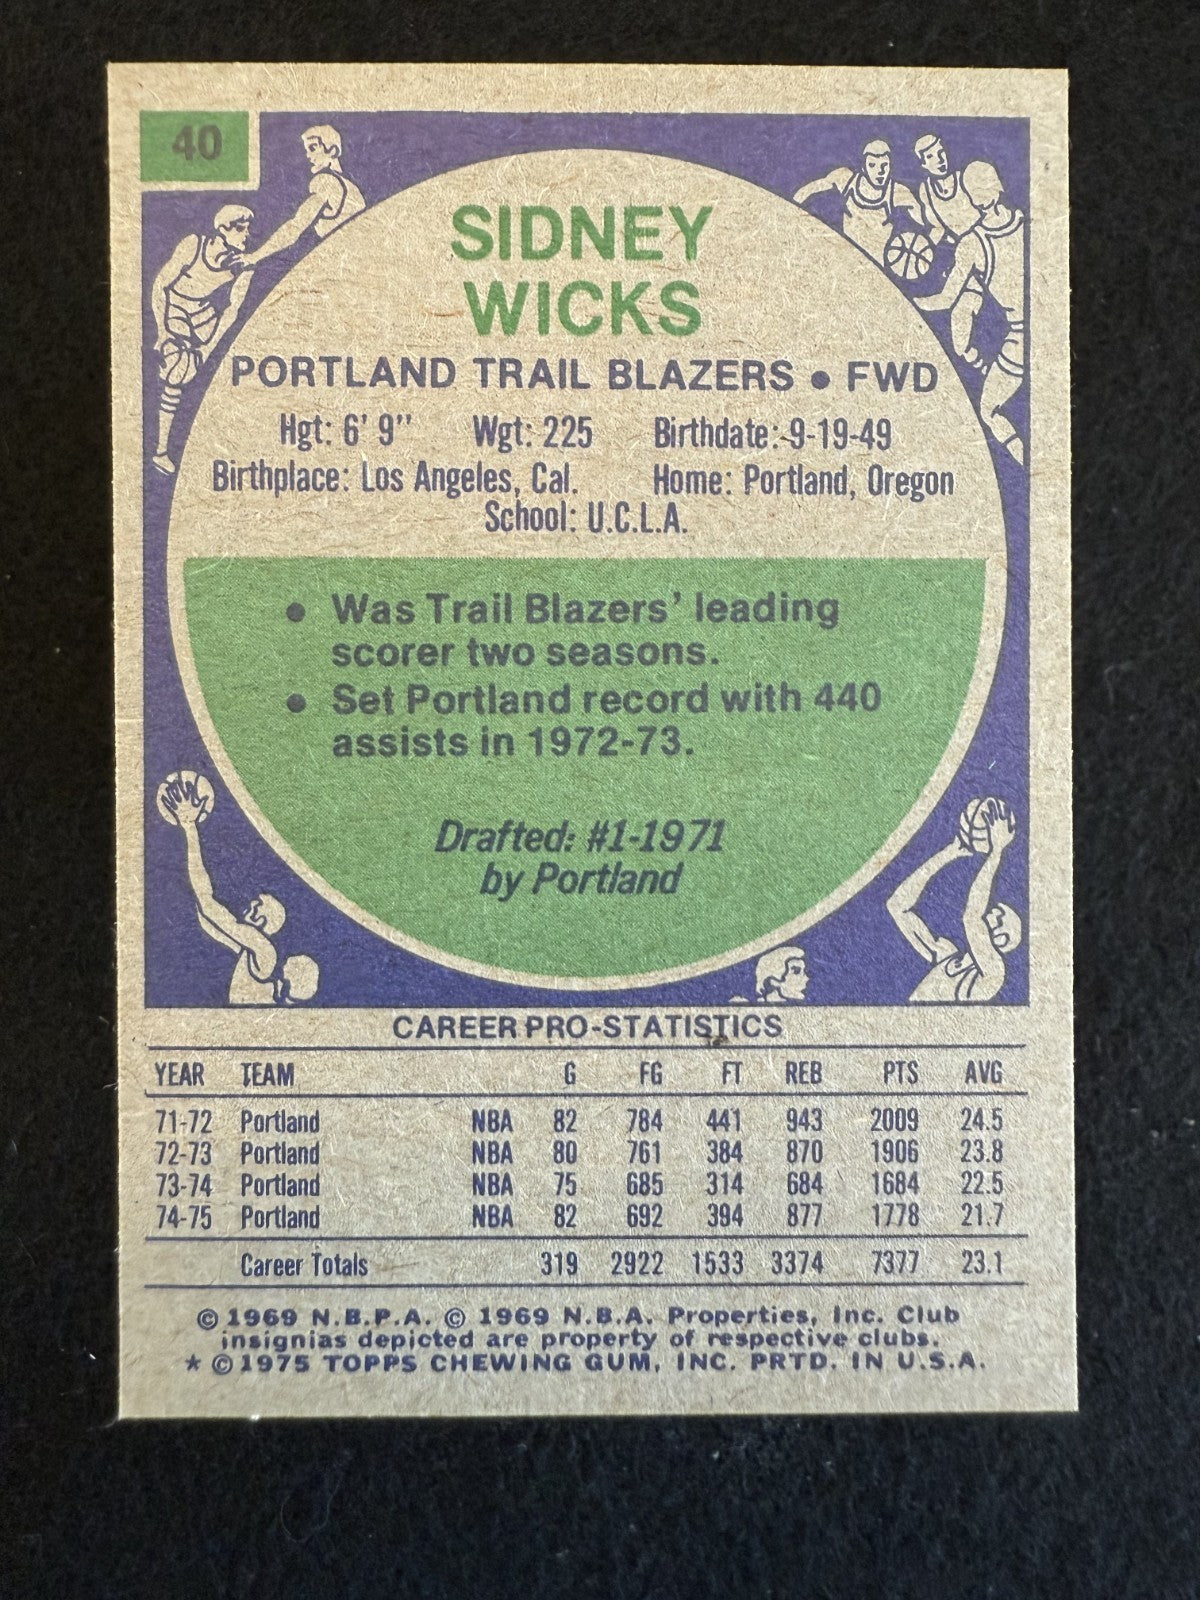 40
SIDNEY
WICKS
PORTLAND TRAIL BLAZERS • FWD
Hgt: 6' 9" Wgt: 225 Birthdate: 9-19-49
Birthplace: Los Angeles, Cal. Home: Portland, Oregon
School: U.C.L.A.
• Was Trail Blazers' leading
scorer two seasons.
• Set Portland record with 440
assists in 1972-73.
Drafted: #1-1971
by Portland
CAREER PRO-STATISTICS
YEAR TEAM G FG FT REB PTS AVG
71-72 Portland NBA 82 784 441 943 2009 24.5
72-73 Portland NBA 80 761 384 870 1906 23.8
73-74 Portland NBA 75 685 314 684 1684 22.5
74-75 Portland NBA 82 692 394 877 1778 21.7
Career Totals 319 2922 1533 3374 7377 23.1
© 1969 N.B.P.A. © 1969 N.B.A. Properties, Inc. Club
insignias depicted are property of respective clubs.
* © 1975 TOPPS CHEWING GUM, INC. PRTD. IN U.S.A.